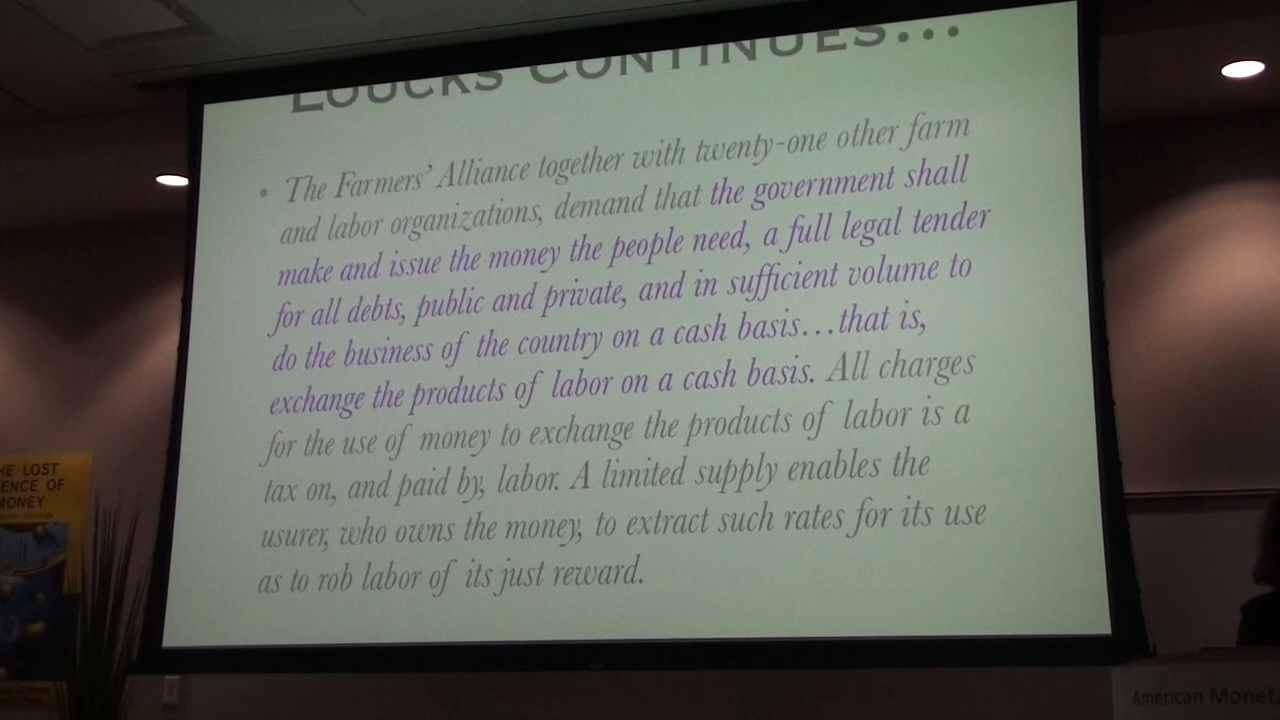 LOUCKS CONTINUES...
• The Farmers' Alliance together with twenty-one other farm
and labor organizations, demand that the government shall
make and issue the money the people need, a full legal tender
for all debts, public and private, and in sufficient volume to
do the business of the country on a cash basis...that is,
exchange the products of labor on a cash basis. All charges
for the use of money to exchange the products of labor is a
tax on, and paid by, labor. A limited supply enables the
usurer, who owns the money, to extract such rates for its use
as to rob labor of its just reward.
HE LOST
ENCE OF
MONEY
American Monet